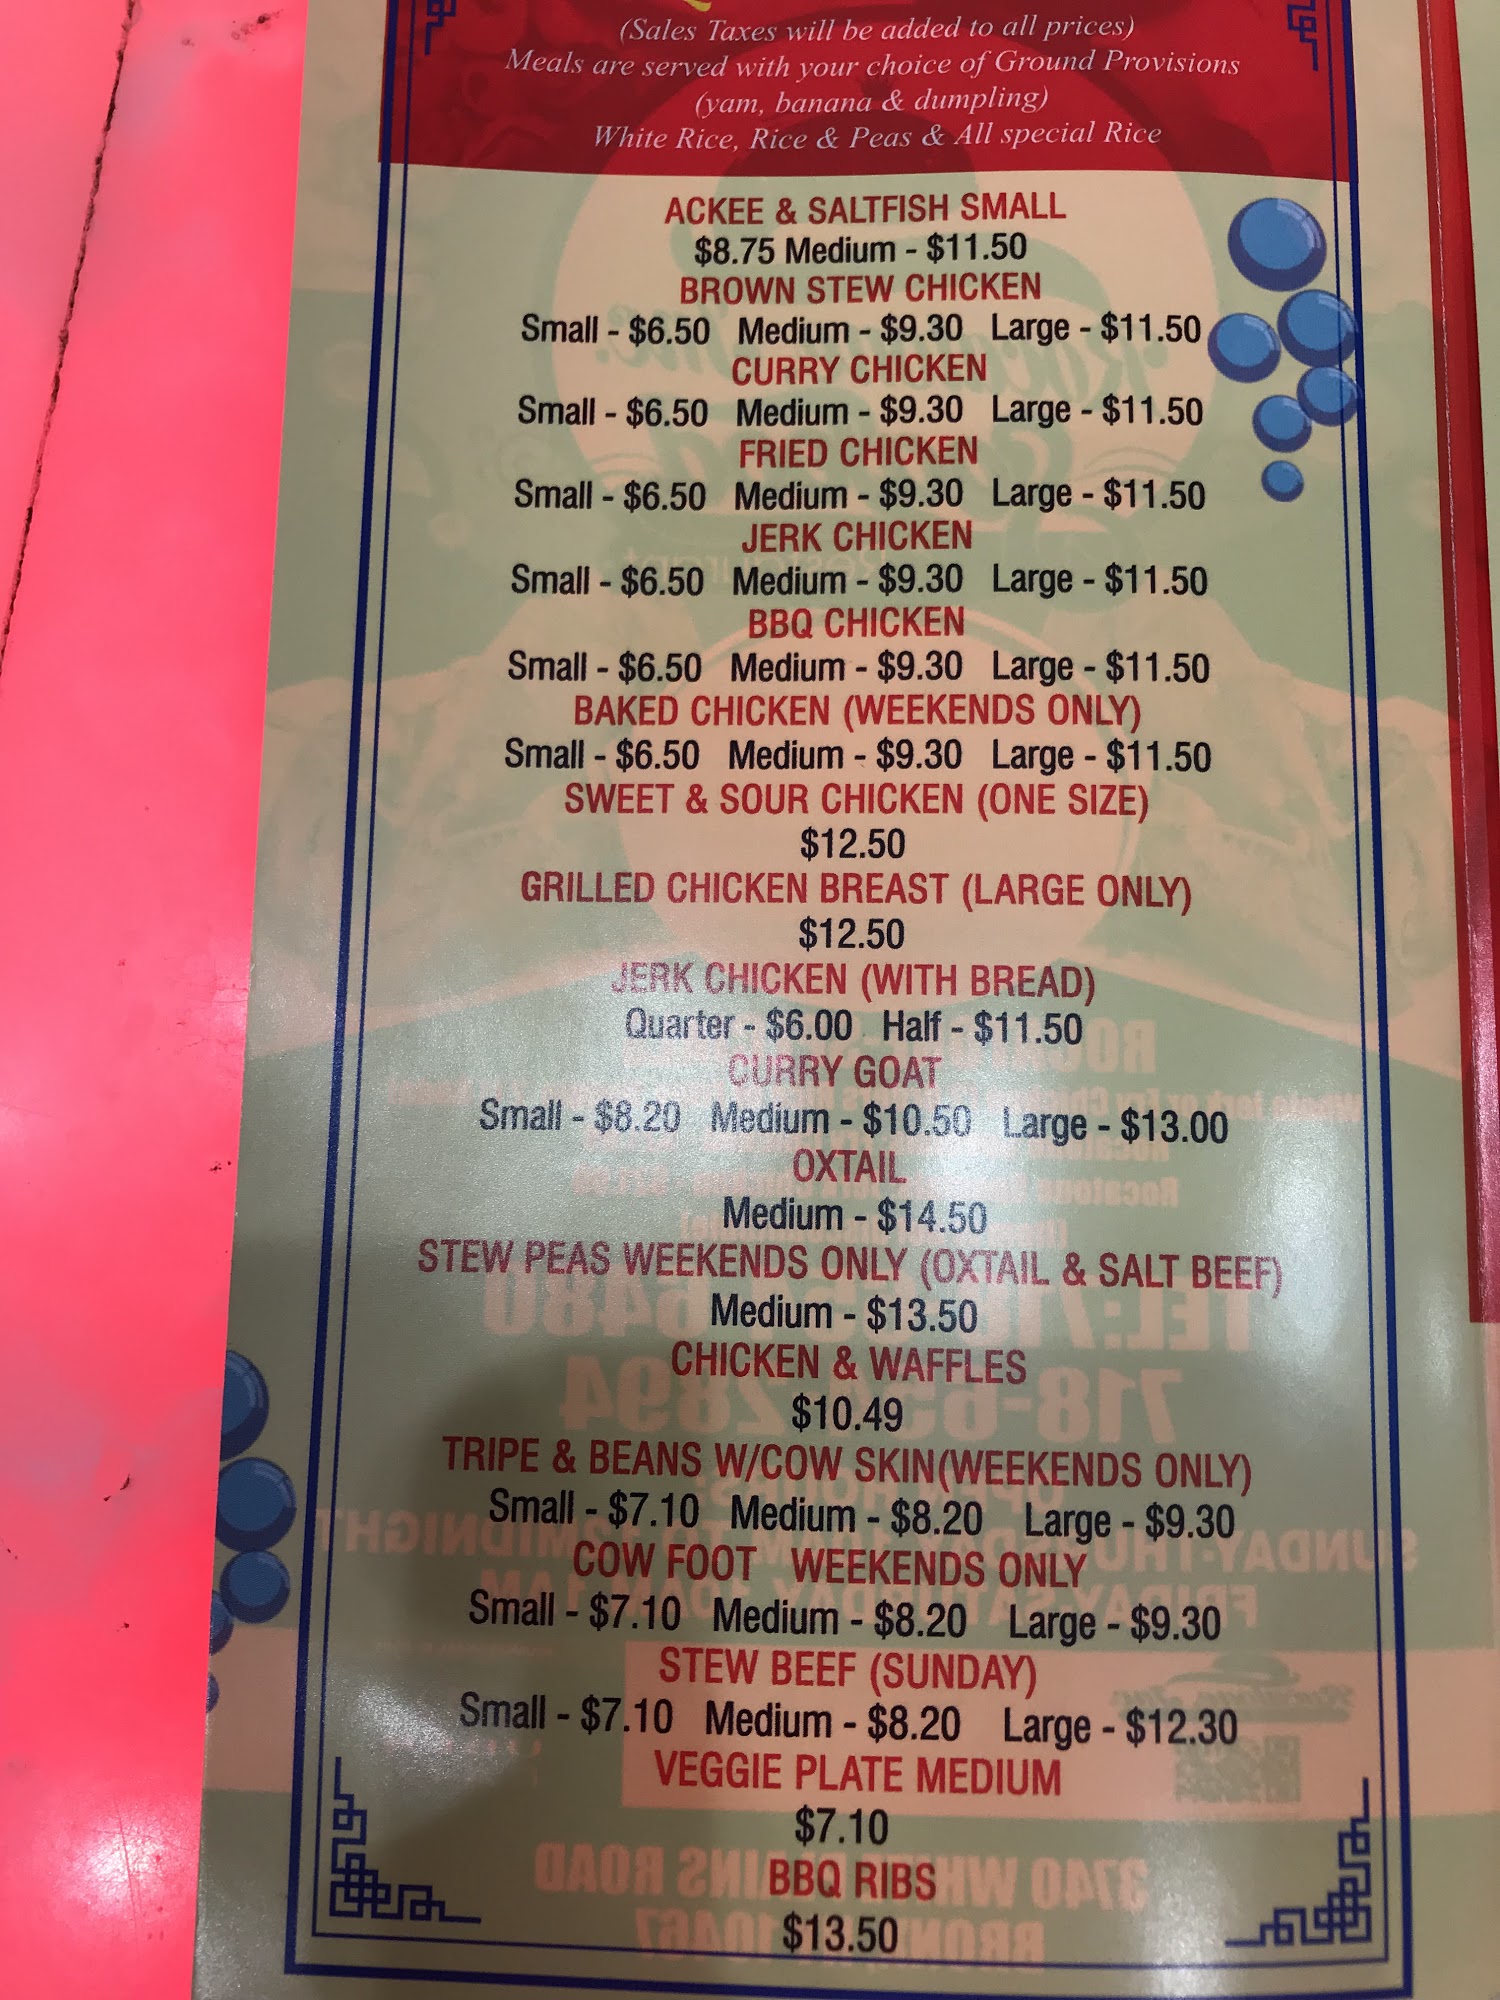 (Sales Taxes will be added to all prices)
Meals are served with your choice of Ground Provisions
(yam, banana & dumpling)
White Rice, Rice & Peas & All special Rice
ACKEE & SALTFISH SMALL
$8.75 Medium - $11.50
BROWN STEW CHICKEN
Small - $6.50 Medium - $9.30 Large - $11.50
CURRY CHICKEN
Small - $6.50 Medium - $9.30 Large - $11.50
FRIED CHICKEN
Small - $6.50 Medium - $9.30 Large - $11.50
JERK CHICKEN
Small - $6.50 Medium - $9.30 Large - $11.50
BBQ CHICKEN
Small - $6.50 Medium - $9.30 Large - $11.50
BAKED CHICKEN (WEEKENDS ONLY)
Small - $6.50 Medium - $9.30 Large - $11.50
SWEET & SOUR CHICKEN (ONE SIZE)
$12.50
GRILLED CHICKEN BREAST (LARGE ONLY)
$12.50
JERK CHICKEN (WITH BREAD)
Quarter - $6.00 Half - $11.50
CURRY GOAT
Small - $8.20 Medium - $10.50 Large - $13.00
OXTAIL
Medium - $14.50
STEW PEAS WEEKENDS ONLY (OXTAIL & SALT BEEF)
Medium - $13.50
CHICKEN & WAFFLES
$10.49
TRIPE & BEANS W/COW SKIN(WEEKENDS ONLY)
Small - $7.10 Medium - $8.20 Large - $9.30
COW FOOT WEEKENDS ONLY
Small - $7.10 Medium - $8.20 Large - $9.30
STEW BEEF (SUNDAY)
Small - $7.10 Medium - $8.20 Large - $12.30
VEGGIE PLATE MEDIUM
$7.10
BBQ RIBS
$13.50